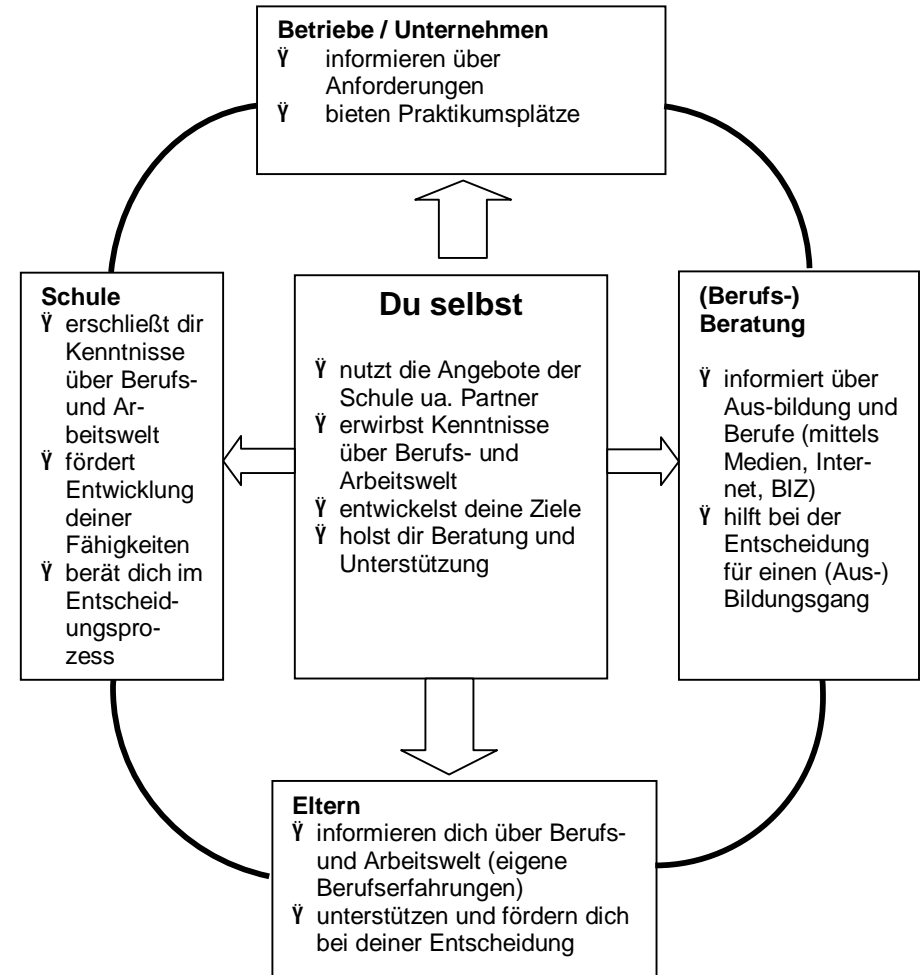 Betriebe / Unternehmen
Ÿ informieren über
Anforderungen
Ÿ bieten Praktikumsplätze
Schule
Ÿ erschließt dir
Kenntnisse
über Berufs-
und Ar-
beitswelt
Ÿ fördert
Entwicklung
deiner
Fähigkeiten
Ÿ berät dich im
Entscheid-
ungspro-
zess
Du selbst
Ÿ nutzt die Angebote der
Schule ua. Partner
Ÿ erwirbst Kenntnisse
über Berufs- und
Arbeitswelt
Ÿ entwickelst deine Ziele
Ÿ holst dir Beratung und
Unterstützung
(Berufs-)
Beratung
Ÿ informiert über
Aus-bildung und
Berufe (mittels
Medien, Inter-
net, BIZ)
Ÿ hilft bei der
Entscheidung
für einen (Aus-)
Bildungsgang
Eltern
Ÿ informieren dich über Berufs-
und Arbeitswelt (eigene
Berufserfahrungen)
Ÿ unterstützen und fördern dich
bei deiner Entscheidung